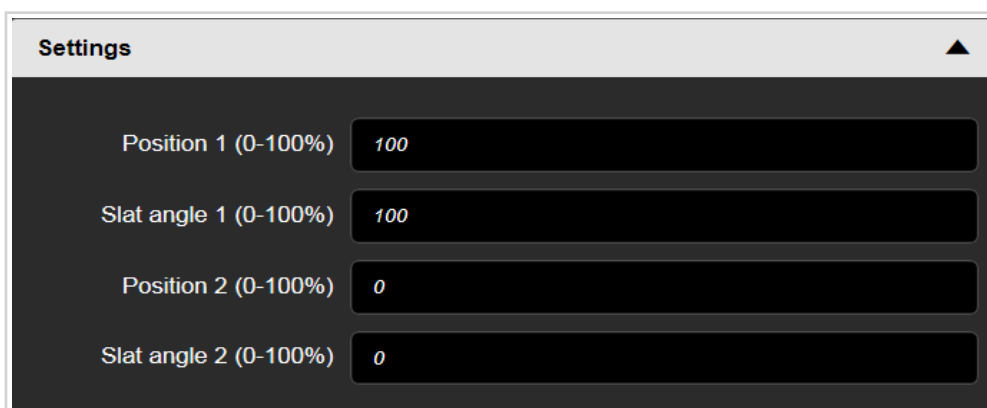 Settings
Position 1 (0-100%) 100
Slat angle 1 (0-100%) 100
Position 2 (0-100%) 0
Slat angle 2 (0-100%) 0